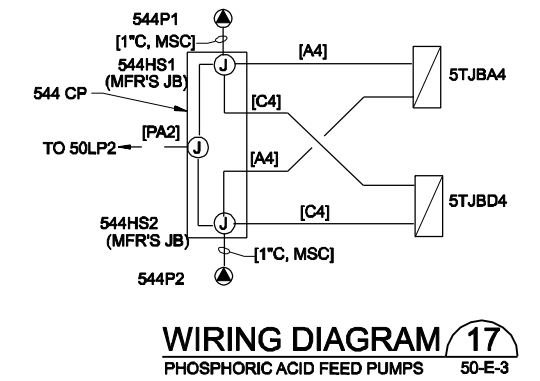 544P1
[1"C, MSC]
[A4]
544HS1
(MFR'S JB)
J
5TJBA4
544 CP
[C4]
[PA2]
TO 50LP2
J
[A4]
5TJBD4
[C4]
544HS2
(MFR'S JB)
J
[1"C, MSC]
544P2
WIRING DIAGRAM
17
PHOSPHORIC ACID FEED PUMPS
50-E-3